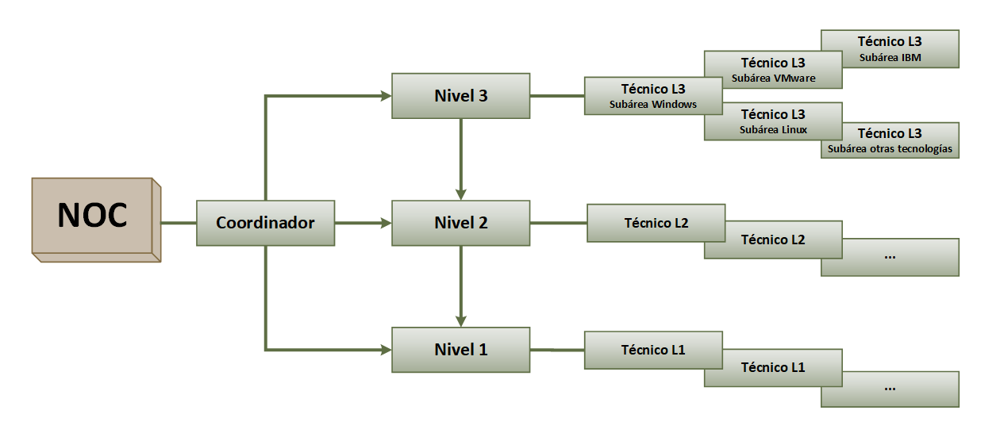 NOC
Coordinador
Nivel 3
Técnico L3
Subárea Windows
Técnico L3
Subárea VMware
Técnico L3
Subárea IBM
Técnico L3
Subárea Linux
Técnico L3
Subárea otras tecnologías
Nivel 2
Técnico L2
Técnico L2
...
Nivel 1
Técnico L1
Técnico L1
...